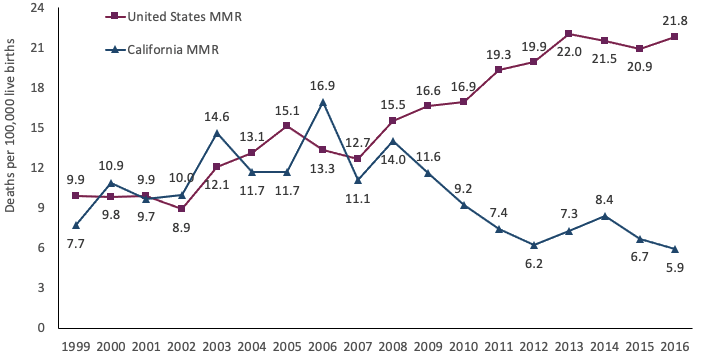 Deaths per 100,000 live births
24
21
18
15
12
9
6
3
0
United States MMR
California MMR
9.9 9.8 9.9 8.9 12.1 13.1 15.1 13.3 12.7 15.5 16.6 16.9 19.3 19.9 22.0 21.5 20.9 21.8
7.7 10.9 9.7 10.0 14.6 11.7 11.7 16.9 11.1 14.0 11.6 9.2 7.4 6.2 7.3 8.4 6.7 5.9
1999 2000 2001 2002 2003 2004 2005 2006 2007 2008 2009 2010 2011 2012 2013 2014 2015 2016